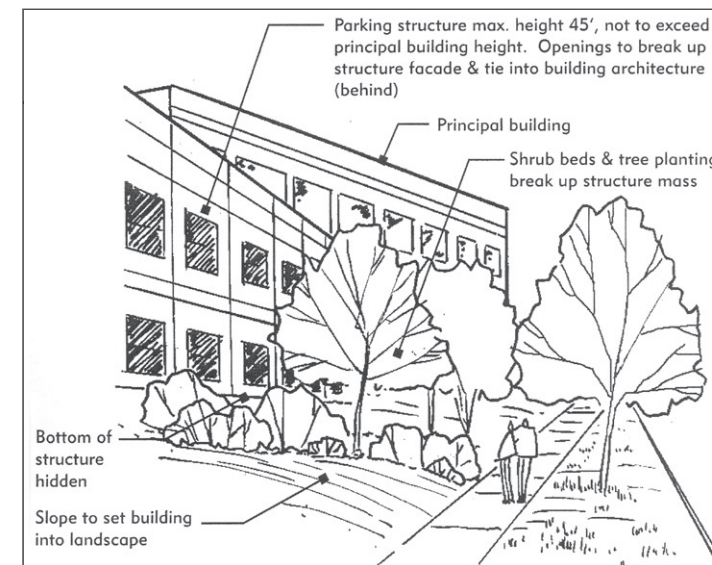 Parking structure max. height 45', not to exceed
principal building height.  Openings to break up
structure facade & tie into building architecture
(behind)
Principal building
Shrub beds & tree planting
break up structure mass
Bottom of
structure
hidden
Slope to set building
into landscape